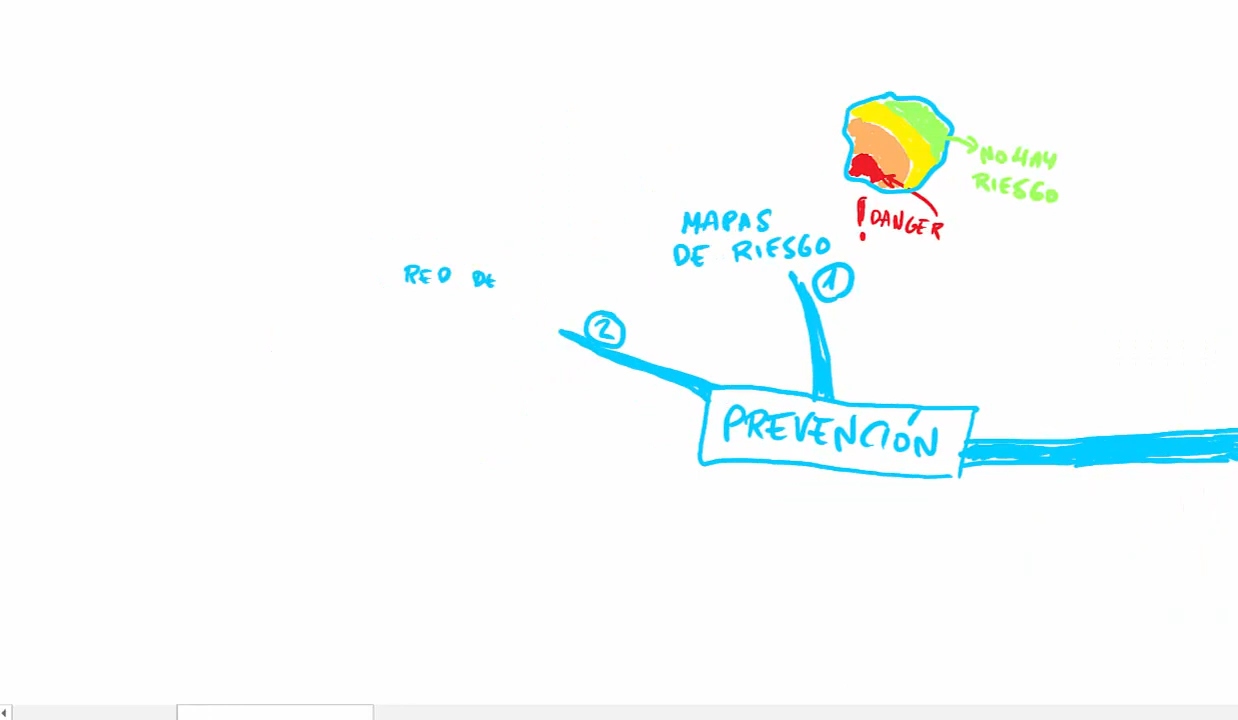 NO HAY
RIESGO
! DANGER
MAPAS
DE RIESGO
1
RED DE
2
PREVENCIÓN